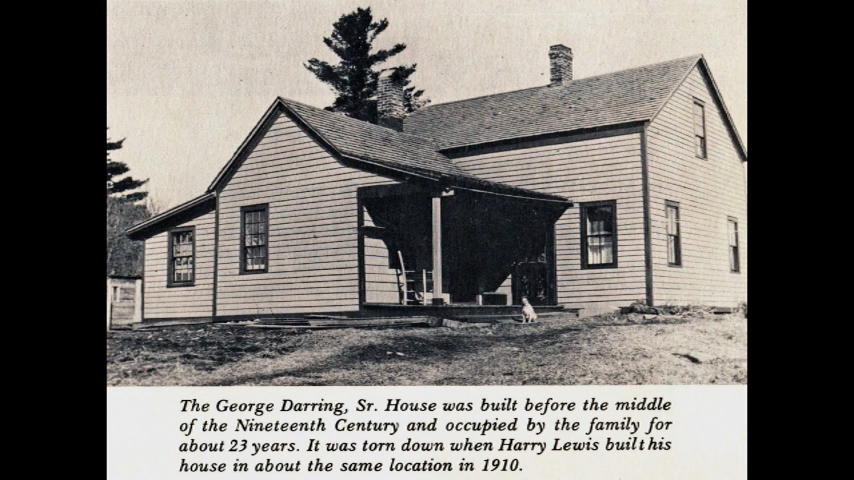 The George Darring, Sr. House was built before the middle
of the Nineteenth Century and occupied by the family for
about 23 years. It was torn down when Harry Lewis built his
house in about the same location in 1910.